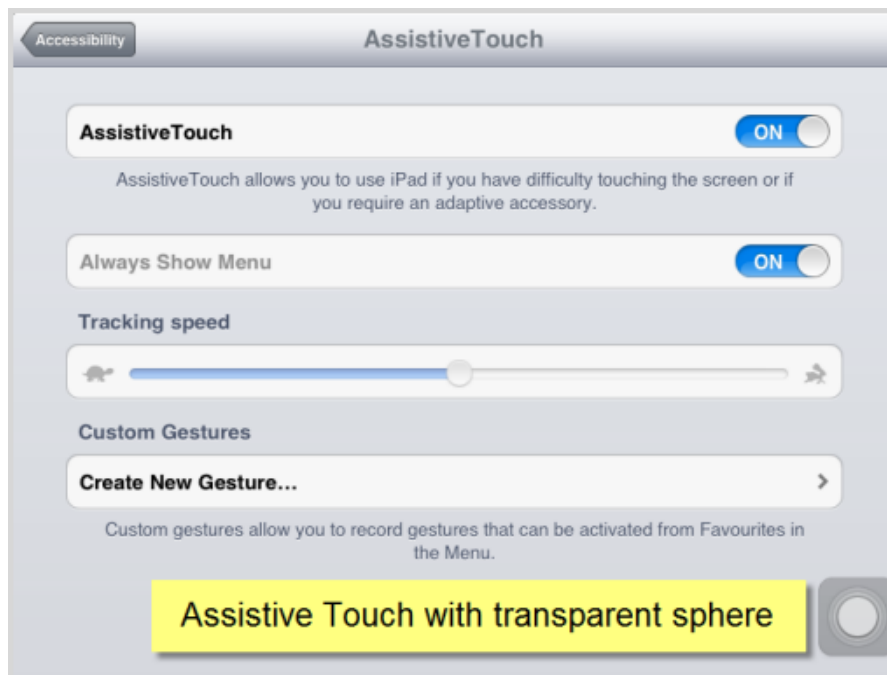 Accessibility
AssistiveTouch
AssistiveTouch
ON
AssistiveTouch allows you to use iPad if you have difficulty touching the screen or if
you require an adaptive accessory.
Always Show Menu
ON
Tracking speed
Custom Gestures
Create New Gesture...
Custom gestures allow you to record gestures that can be activated from Favourites in
the Menu.
Assistive Touch with transparent sphere